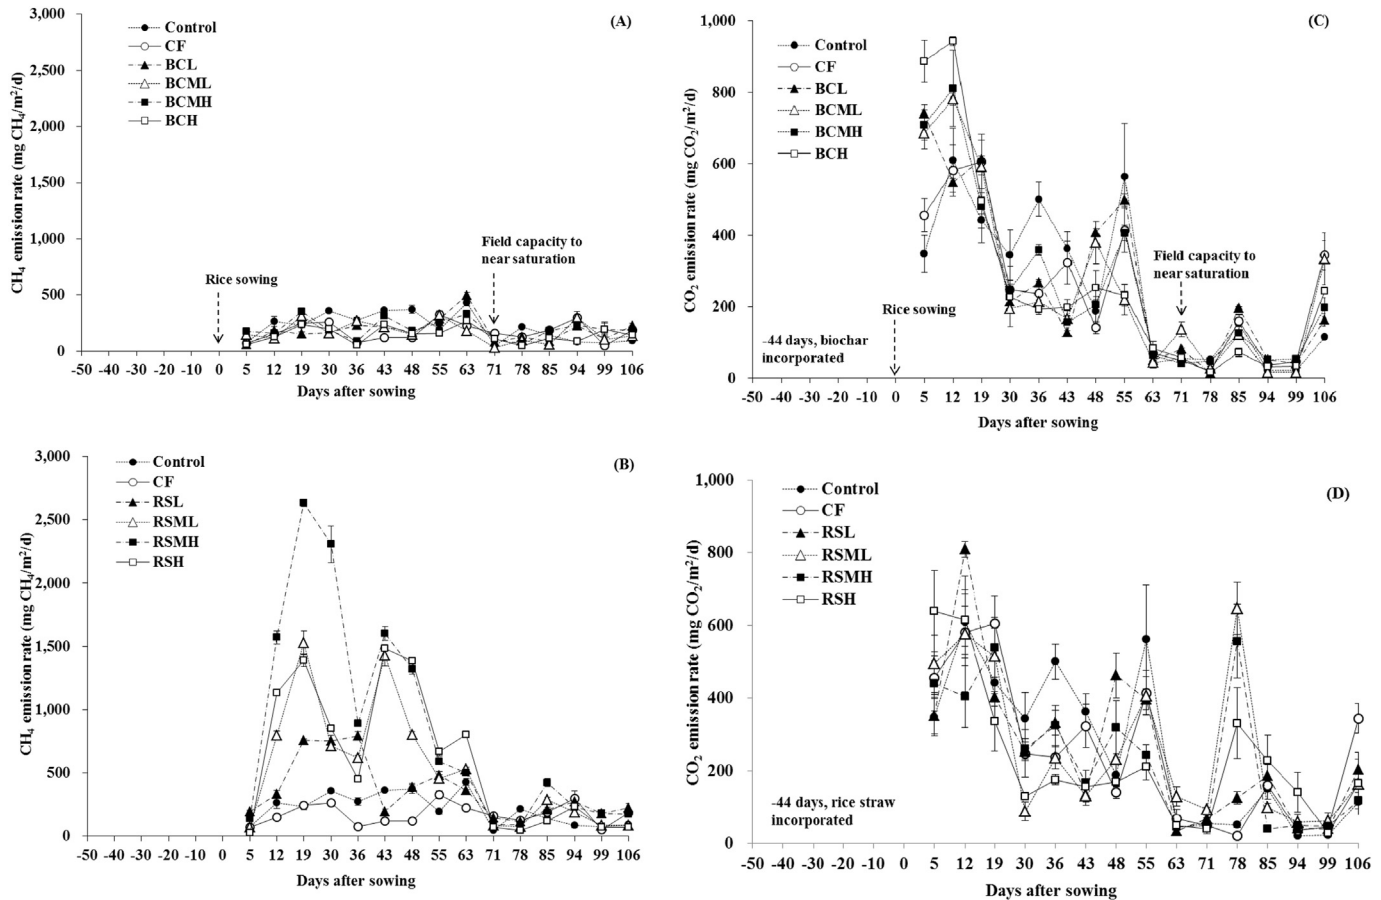 (A)
CH₄ emission rate (mg CH₄/m²/d)
3,000
2,500
2,000
1,500
1,000
500
0
Control
CF
BCL
BCML
BCMH
BCH
Rice sowing
Field capacity to
near saturation
-50 -40 -30 -20 -10 0 5 12 19 30 36 43 48 55 63 71 78 85 94 99 106
Days after sowing
(C)
CO₂ emission rate (mg CO₂/m²/d)
1,000
800
600
400
200
0
Control
CF
BCL
BCML
BCMH
BCH
Field capacity to
near saturation
Rice sowing
-44 days, biochar
incorporated
-50 -40 -30 -20 -10 0 5 12 19 30 36 43 48 55 63 71 78 85 94 99 106
Days after sowing
(B)
CH₄ emission rate (mg CH₄/m²/d)
3,000
2,500
2,000
1,500
1,000
500
0
Control
CF
RSL
RSML
RSMH
RSH
-50 -40 -30 -20 -10 0 5 12 19 30 36 43 48 55 63 71 78 85 94 99 106
Days after sowing
(D)
CO₂ emission rate (mg CO₂/m²/d)
1,000
800
600
400
200
0
Control
CF
RSL
RSML
RSMH
RSH
-44 days, rice straw
incorporated
-50 -40 -30 -20 -10 0 5 12 19 30 36 43 48 55 63 71 78 85 94 99 106
Days after sowing